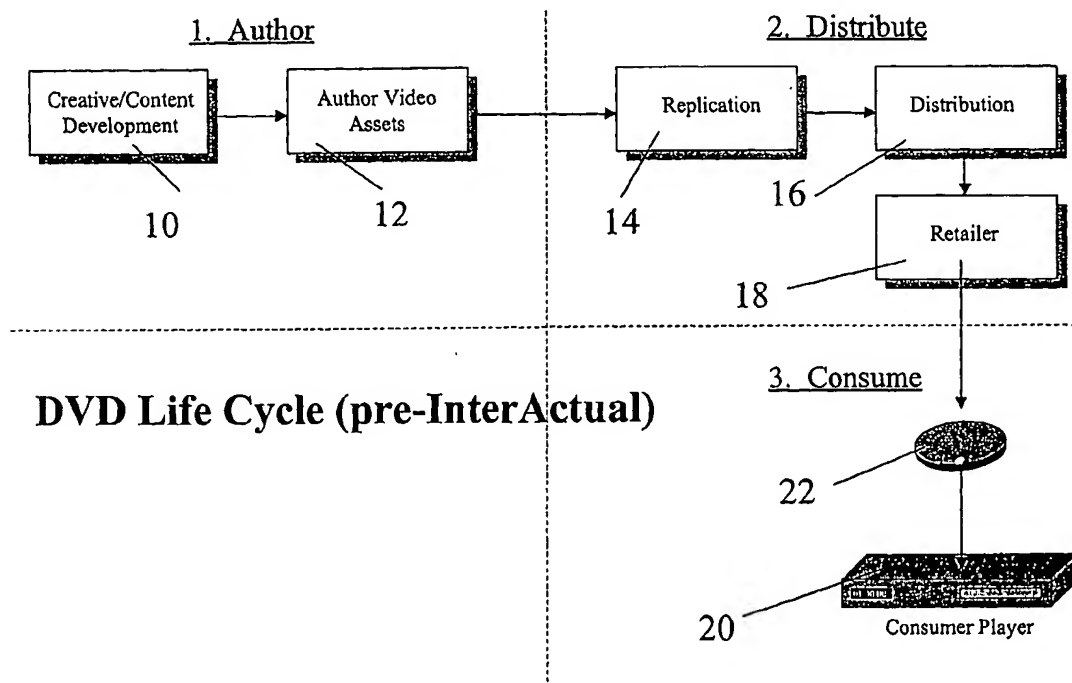 1. Author
2. Distribute
Creative/Content
Development
Author Video
Assets
Replication
Distribution
10
12
14
16
Retailer
18
3. Consume
DVD Life Cycle (pre-InterActual)
22
20
Consumer Player